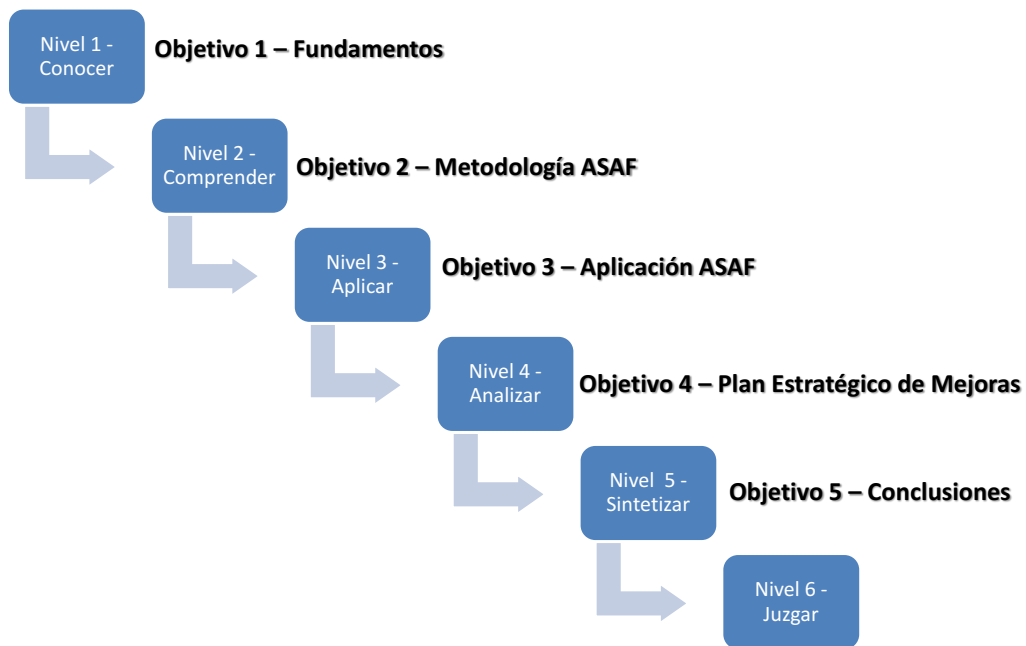 Nivel 1 -
Conocer
Objetivo 1 – Fundamentos
Nivel 2 -
Comprender
Objetivo 2 – Metodología ASAF
Nivel 3 -
Aplicar
Objetivo 3 – Aplicación ASAF
Nivel 4 -
Analizar
Objetivo 4 – Plan Estratégico de Mejoras
Nivel 5 -
Sintetizar
Objetivo 5 – Conclusiones
Nivel 6 -
Juzgar